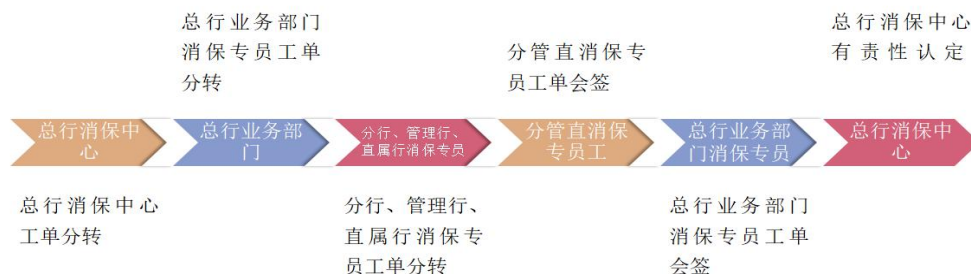 总行业务部门
消保专员工单
分转
分管直消保专
员工单会签
总行消保中心
有责性认定
总行消保中
心
总行业务部
门
分行、管理行、
直属行消保专员
分管直消保
专员工
总行业务部
门消保专员
总行消保中
心
总行消保中心
工单分转
分行、管理行、
直属行消保专
员工单分转
总行业务部门
消保专员工单
会签